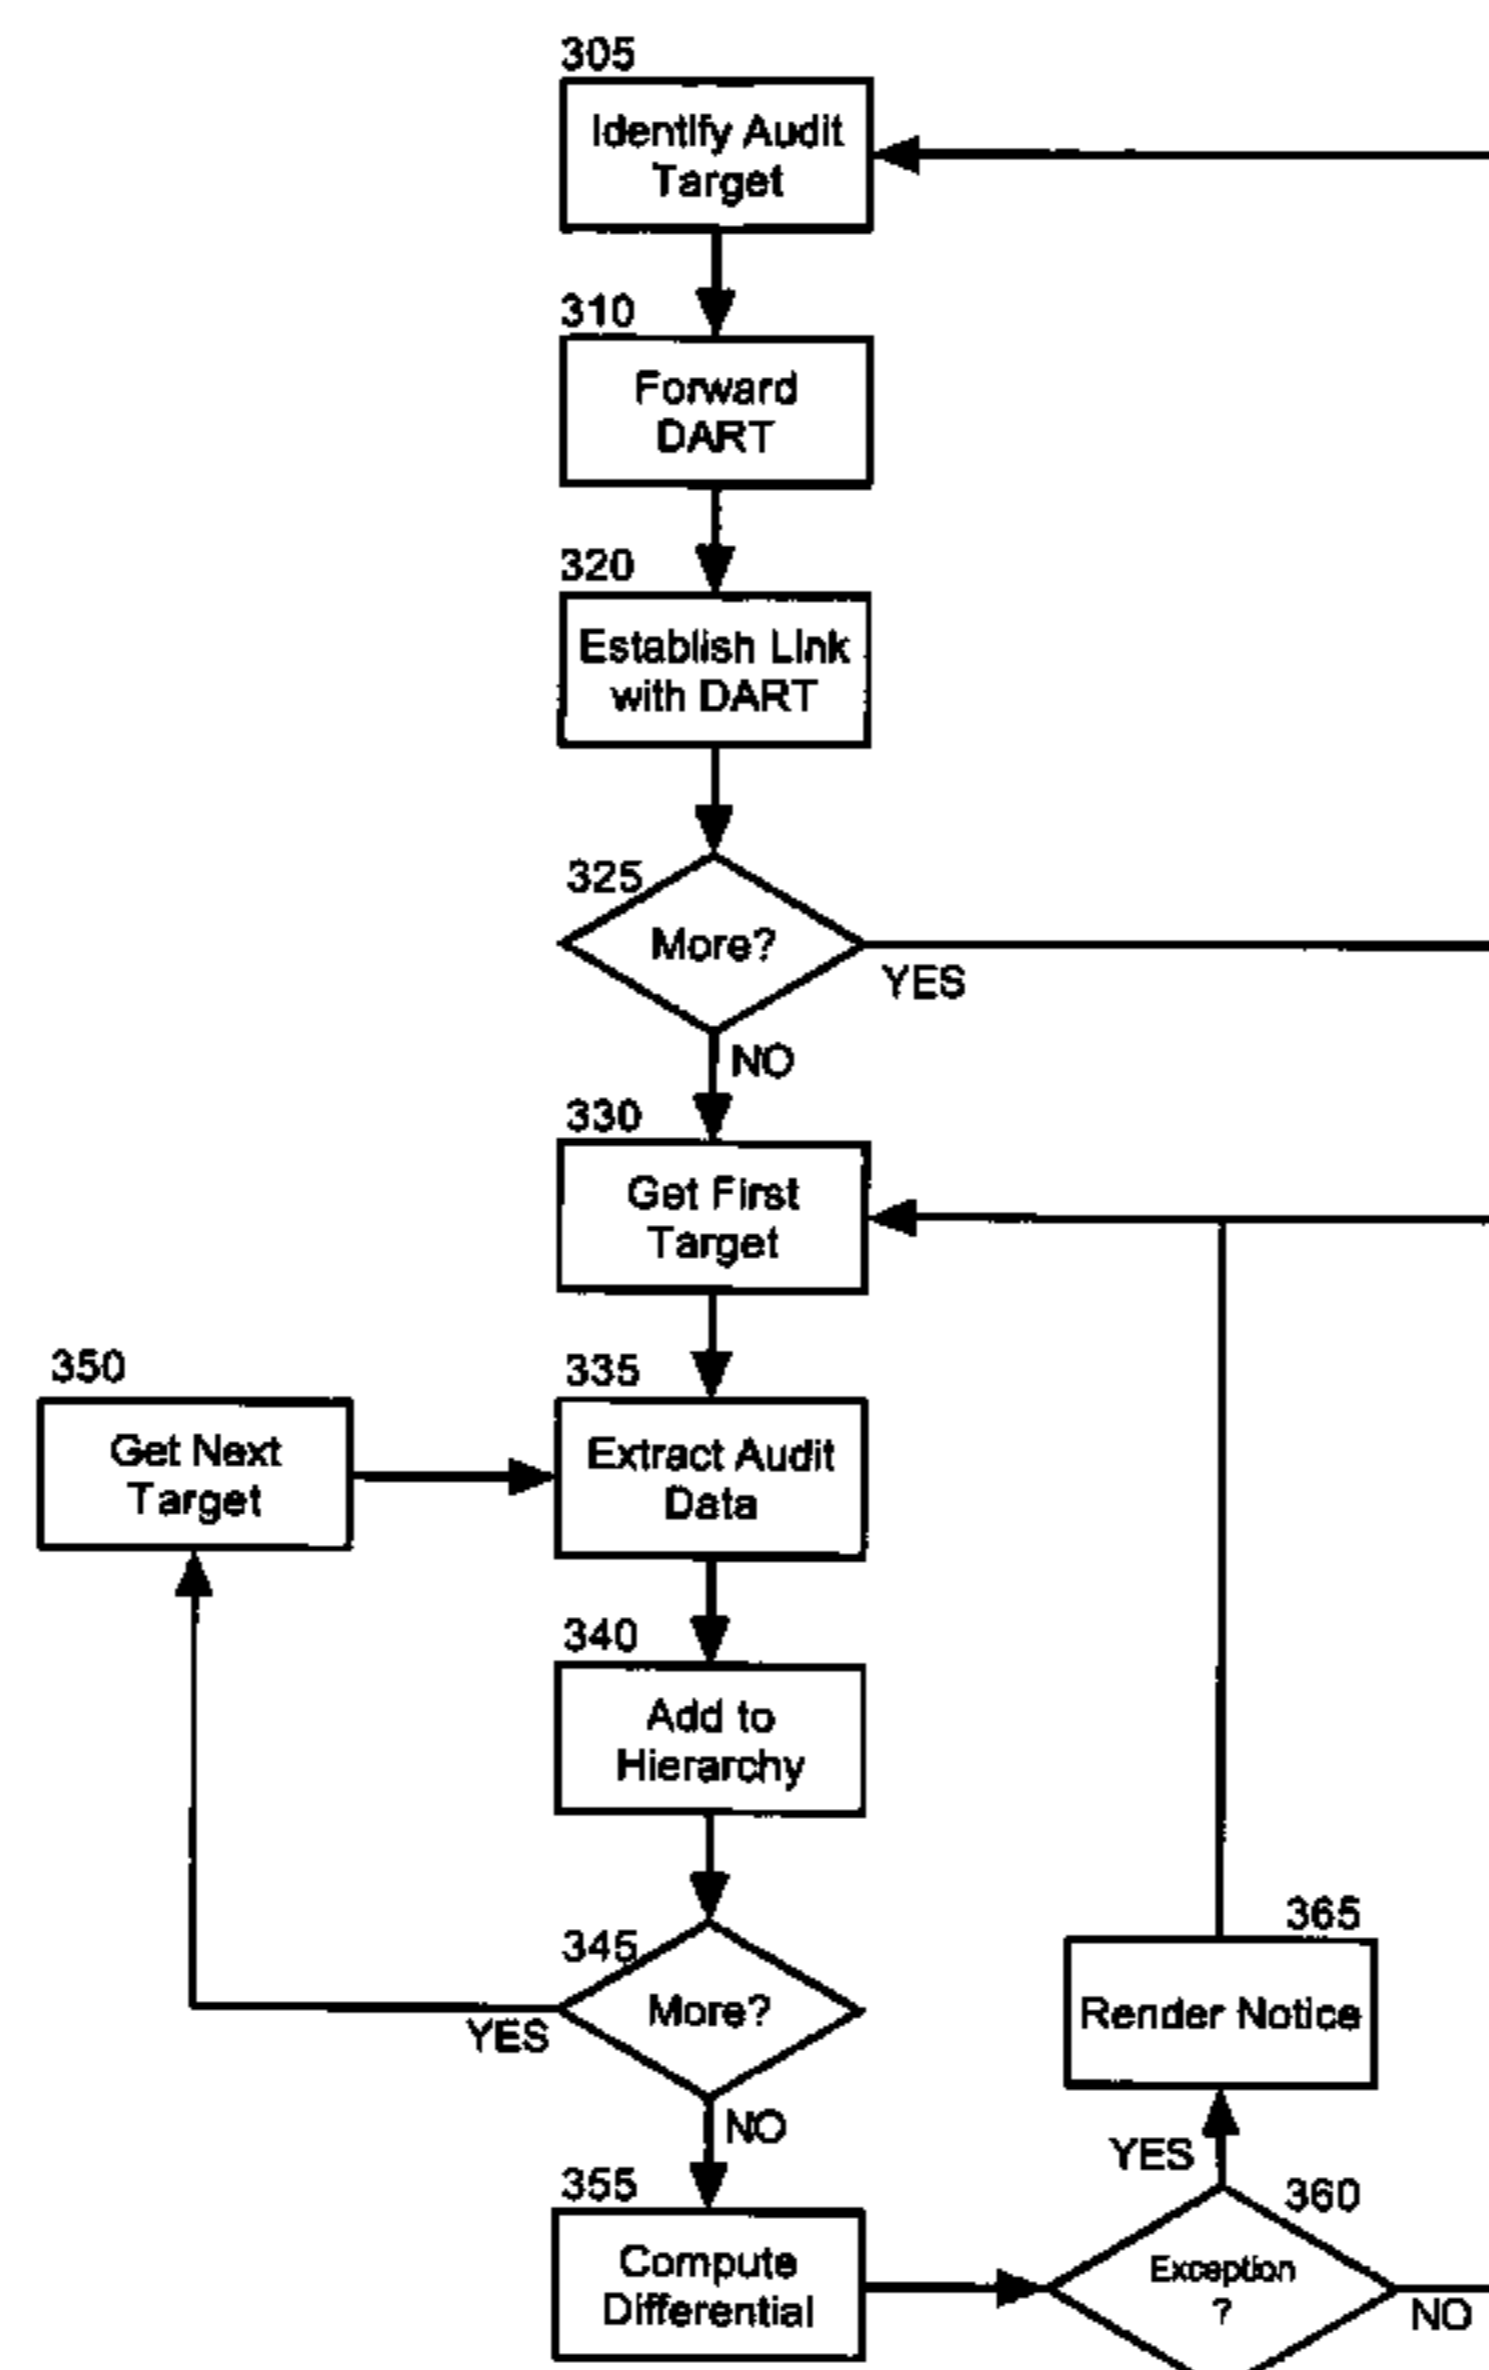 305
Identify Audit
Target
310
Forward
DART
320
Establish Link
with DART
325
More?
YES
NO
330
Get First
Target
350
Get Next
Target
335
Extract Audit
Data
340
Add to
Hierarchy
345
More?
YES
NO
365
Render Notice
YES
360
Exception
?
NO
355
Compute
Differential